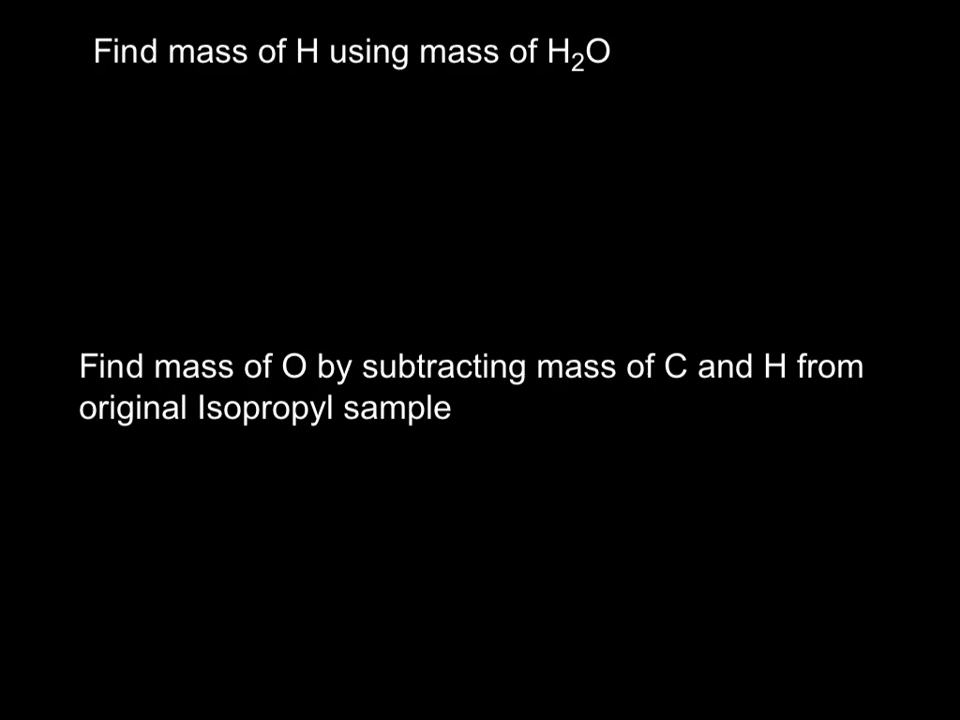 Find mass of H using mass of H₂O
Find mass of O by subtracting mass of C and H from
original Isopropyl sample